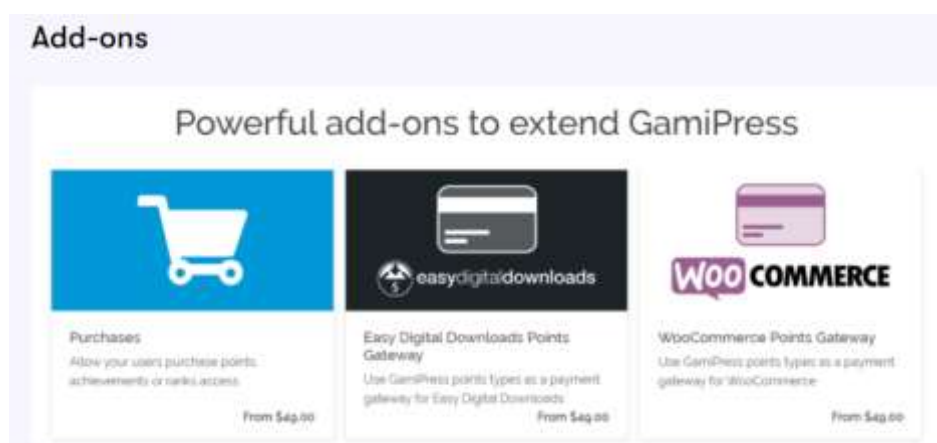 Add-ons
Powerful add-ons to extend GamiPress
easydigitaldownloads
WOO COMMERCE
Purchases
Allow your users purchase points
achievements or ranks access
From $49.00
Easy Digital Downloads Points
Gateway
Use GamiPress points types as a payment
gateway for Easy Digital Downloads
From $49.00
WooCommerce Points Gateway
Use GamiPress points types as a payment
gateway for WooCommerce
From $49.00